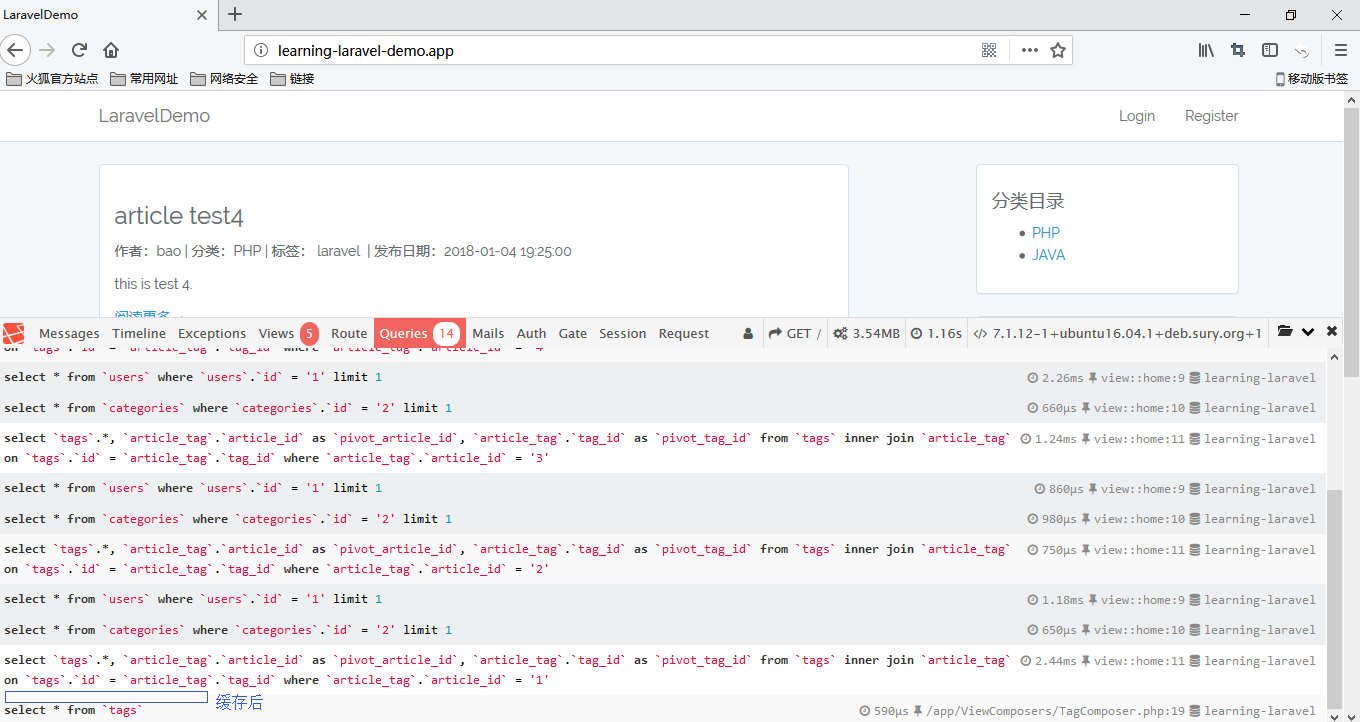 LaravelDemo
learning-laravel-demo.app
火狐官方站点 常用网址 网络安全 链接 移动版书签
LaravelDemo Login Register
article test4
作者：bao | 分类：PHP | 标签： laravel | 发布日期：2018-01-04 19:25:00
this is test 4.
阅读更多
分类目录
PHP
JAVA
Messages Timeline Exceptions Views 5 Route Queries 14 Mails Auth Gate Session Request GET / 3.54MB 1.16s </> 7.1.12-1+ubuntu16.04.1+deb.sury.org+1
on `tags`.`id` = `article_tag`.`tag_id` where `article_tag`.`article_id` = '4'
select * from `users` where `users`.`id` = '1' limit 1 2.26ms view::home:9 learning-laravel
select * from `categories` where `categories`.`id` = '2' limit 1 660μs view::home:10 learning-laravel
select `tags`.*, `article_tag`.`article_id` as `pivot_article_id`, `article_tag`.`tag_id` as `pivot_tag_id` from `tags` inner join `article_tag` 1.24ms view::home:11 learning-laravel
on `tags`.`id` = `article_tag`.`tag_id` where `article_tag`.`article_id` = '3'
select * from `users` where `users`.`id` = '1' limit 1 860μs view::home:9 learning-laravel
select * from `categories` where `categories`.`id` = '2' limit 1 980μs view::home:10 learning-laravel
select `tags`.*, `article_tag`.`article_id` as `pivot_article_id`, `article_tag`.`tag_id` as `pivot_tag_id` from `tags` inner join `article_tag` 750μs view::home:11 learning-laravel
on `tags`.`id` = `article_tag`.`tag_id` where `article_tag`.`article_id` = '2'
select * from `users` where `users`.`id` = '1' limit 1 1.18ms view::home:9 learning-laravel
select * from `categories` where `categories`.`id` = '2' limit 1 650μs view::home:10 learning-laravel
select `tags`.*, `article_tag`.`article_id` as `pivot_article_id`, `article_tag`.`tag_id` as `pivot_tag_id` from `tags` inner join `article_tag` 2.44ms view::home:11 learning-laravel
on `tags`.`id` = `article_tag`.`tag_id` where `article_tag`.`article_id` = '1'
缓存后
select * from `tags` 590μs /app/ViewComposers/TagComposer.php:19 learning-laravel